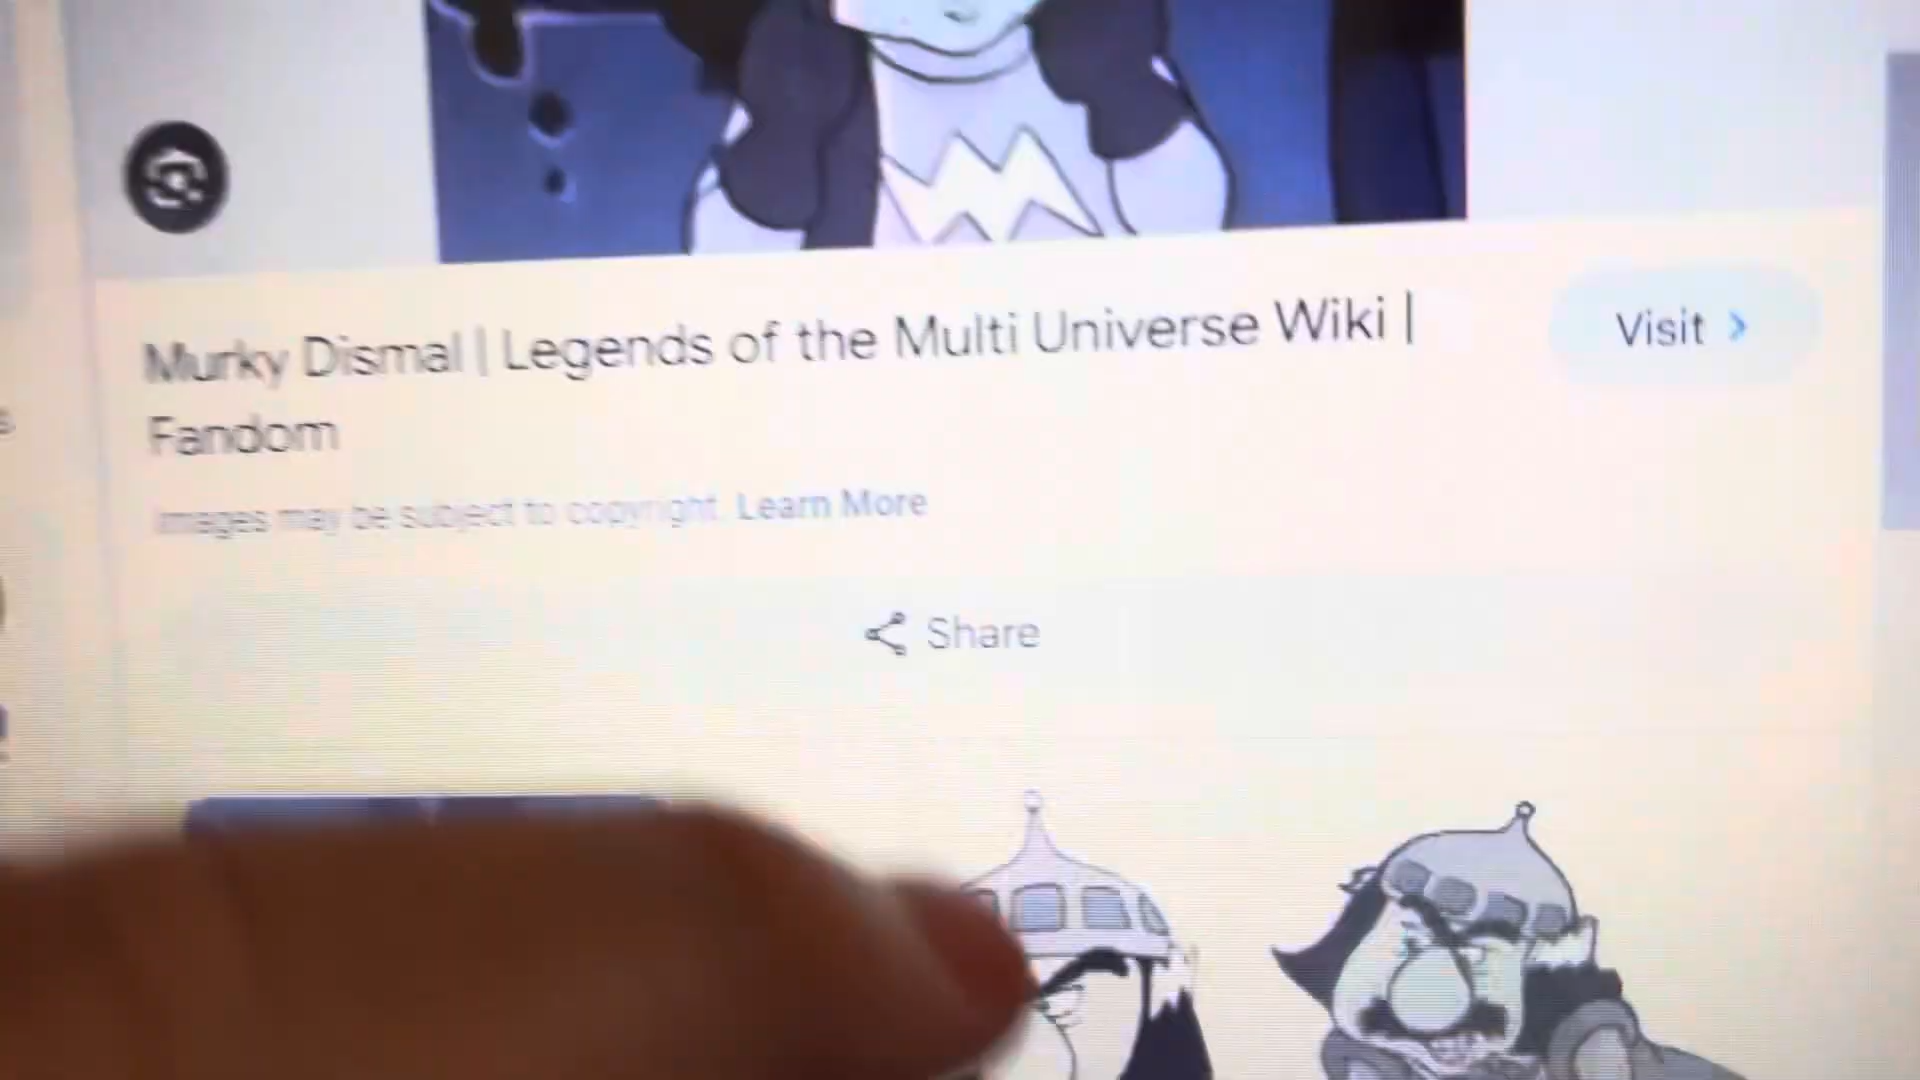 Murky Dismal | Legends of the Multi Universe Wiki |
Fandom
Visit >
Images may be subject to copyright. Learn More
Share